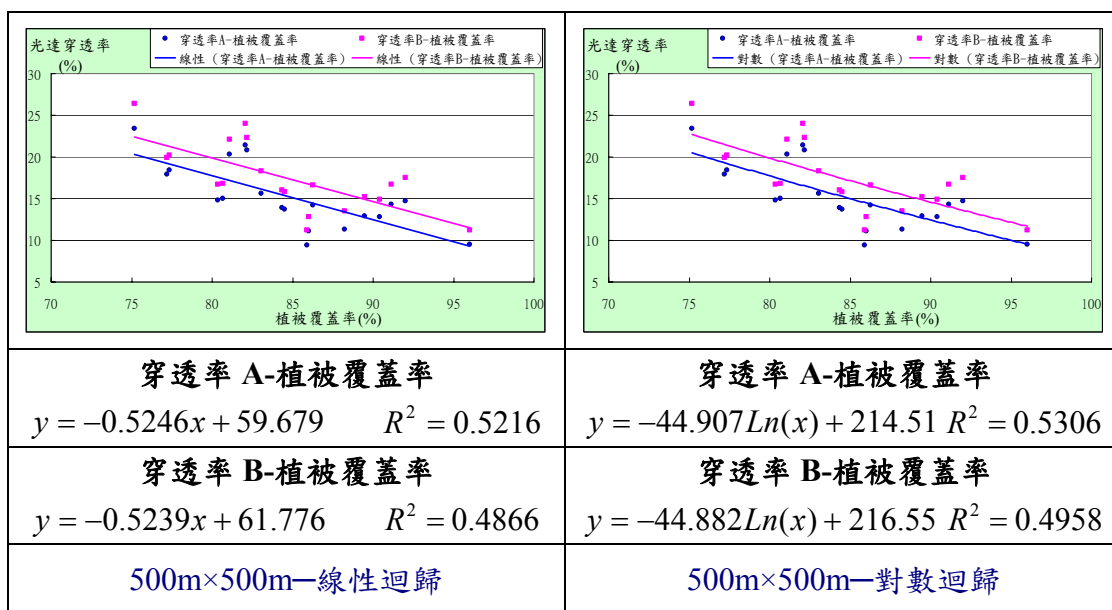 光達穿透率
(%)
穿透率A-植被覆蓋率
穿透率B-植被覆蓋率
線性 (穿透率A-植被覆蓋率)
線性 (穿透率B-植被覆蓋率)
30
25
20
15
10
5
70 75 80 85 90 95 100
植被覆蓋率(%)
光達穿透率
(%)
穿透率A-植被覆蓋率
穿透率B-植被覆蓋率
對數 (穿透率A-植被覆蓋率)
對數 (穿透率B-植被覆蓋率)
30
25
20
15
10
5
70 75 80 85 90 95 100
植被覆蓋率(%)
穿透率 A-植被覆蓋率
y = −0.5246x + 59.679 R² = 0.5216
穿透率 A-植被覆蓋率
y = −44.907Ln(x) + 214.51 R² = 0.5306
穿透率 B-植被覆蓋率
y = −0.5239x + 61.776 R² = 0.4866
穿透率 B-植被覆蓋率
y = −44.882Ln(x) + 216.55 R² = 0.4958
500m×500m─線性迴歸
500m×500m─對數迴歸